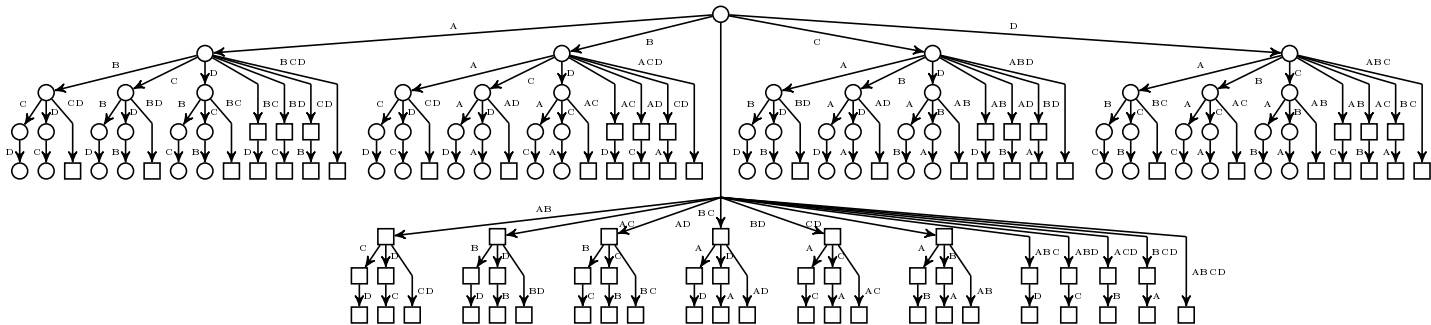 A B C D
B C D BCD A C D ACD A B D ABD A B C ABC
C D CD B D BD B C BC BC BD CD C D CD A D AD A C AC AC AD CD B D BD A D AD A B AB AB AD BD B C BC A C AC A B AB AB AC BC
D C D B C B D C B D C D A C A D C A D B D A B A D B A C B C A B A C B A
AB AC AD BC BD CD ABC ABD ACD BCD ABCD
C D CD B D BD B C BC A D AD A C AC A B AB
D C D B C B D A C A B A D C B A